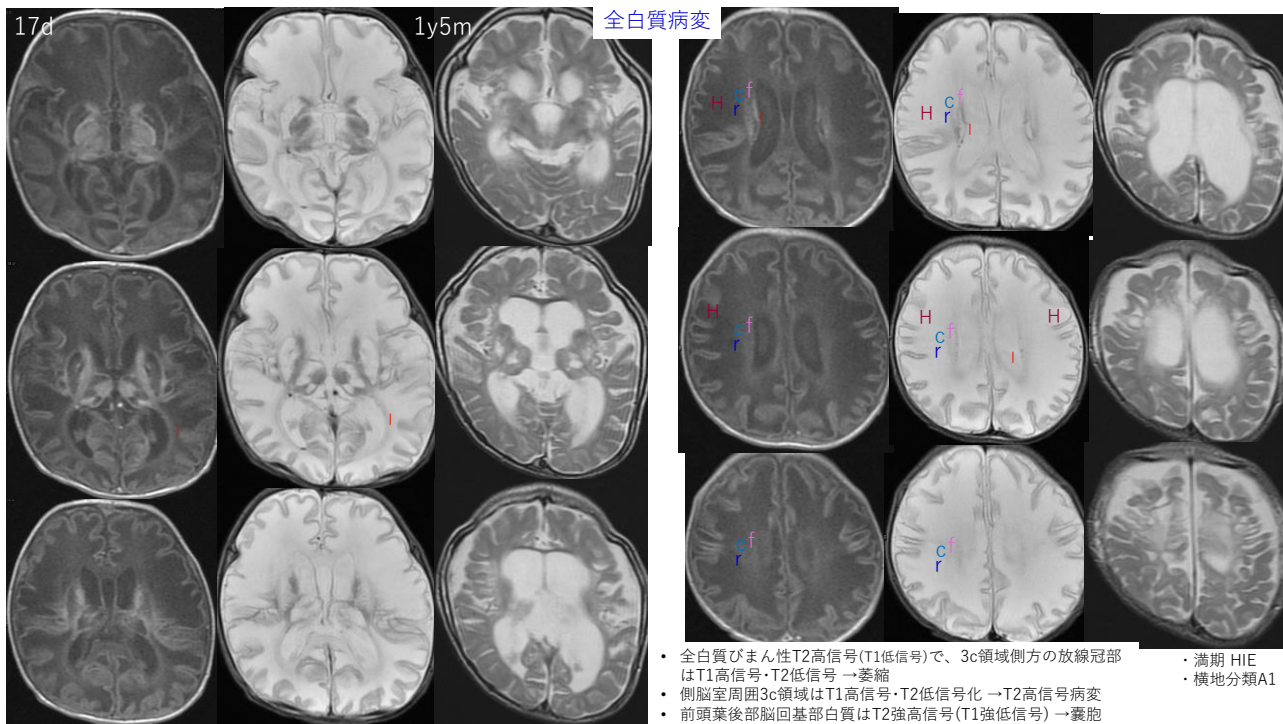 17d
1y5m
全白質病変
H
c
f
r
l
H
c
f
r
l
l
l
H
c
f
r
H
c
f
r
l
H
c
f
r
c
f
r
• 全白質びまん性T2高信号(T1低信号)で、3c領域側方の放線冠部
はT1高信号･T2低信号 →萎縮
• 側脳室周囲3c領域はT1高信号･T2低信号化 →T2高信号病変
• 前頭葉後部脳回基部白質はT2強高信号(T1強低信号) →嚢胞
・満期 HIE
・横地分類A1